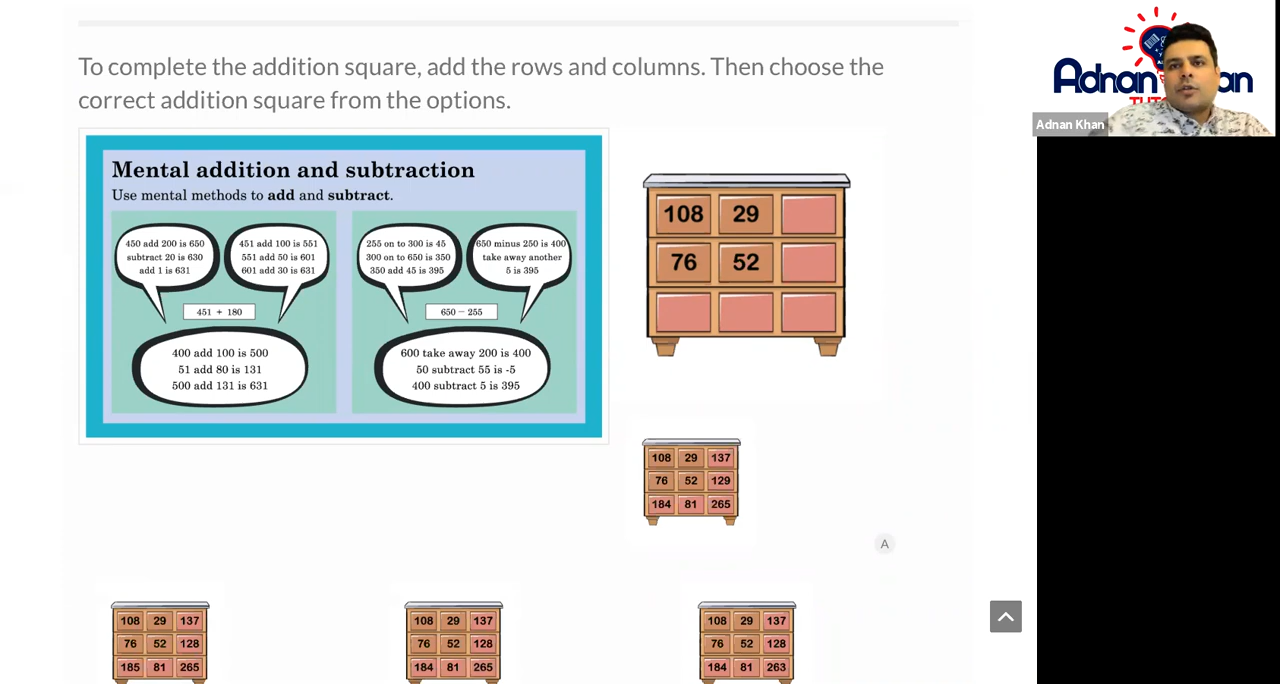 To complete the addition square, add the rows and columns. Then choose the
correct addition square from the options.
Mental addition and subtraction
Use mental methods to add and subtract.
450 add 200 is 650
subtract 20 is 630
add 1 is 631
451 add 100 is 551
551 add 50 is 601
601 add 30 is 631
451 + 180
400 add 100 is 500
51 add 80 is 131
500 add 131 is 631
255 on to 300 is 45
300 on to 650 is 350
350 add 45 is 395
650 minus 250 is 400
take away another
5 is 395
650 − 255
600 take away 200 is 400
50 subtract 55 is -5
400 subtract 5 is 395
108 29
76 52
108 29 137
76 52 129
184 81 265
A
108 29 137
76 52 128
185 81 265
108 29 137
76 52 128
184 81 265
108 29 137
76 52 128
184 81 263
Adnan Khan